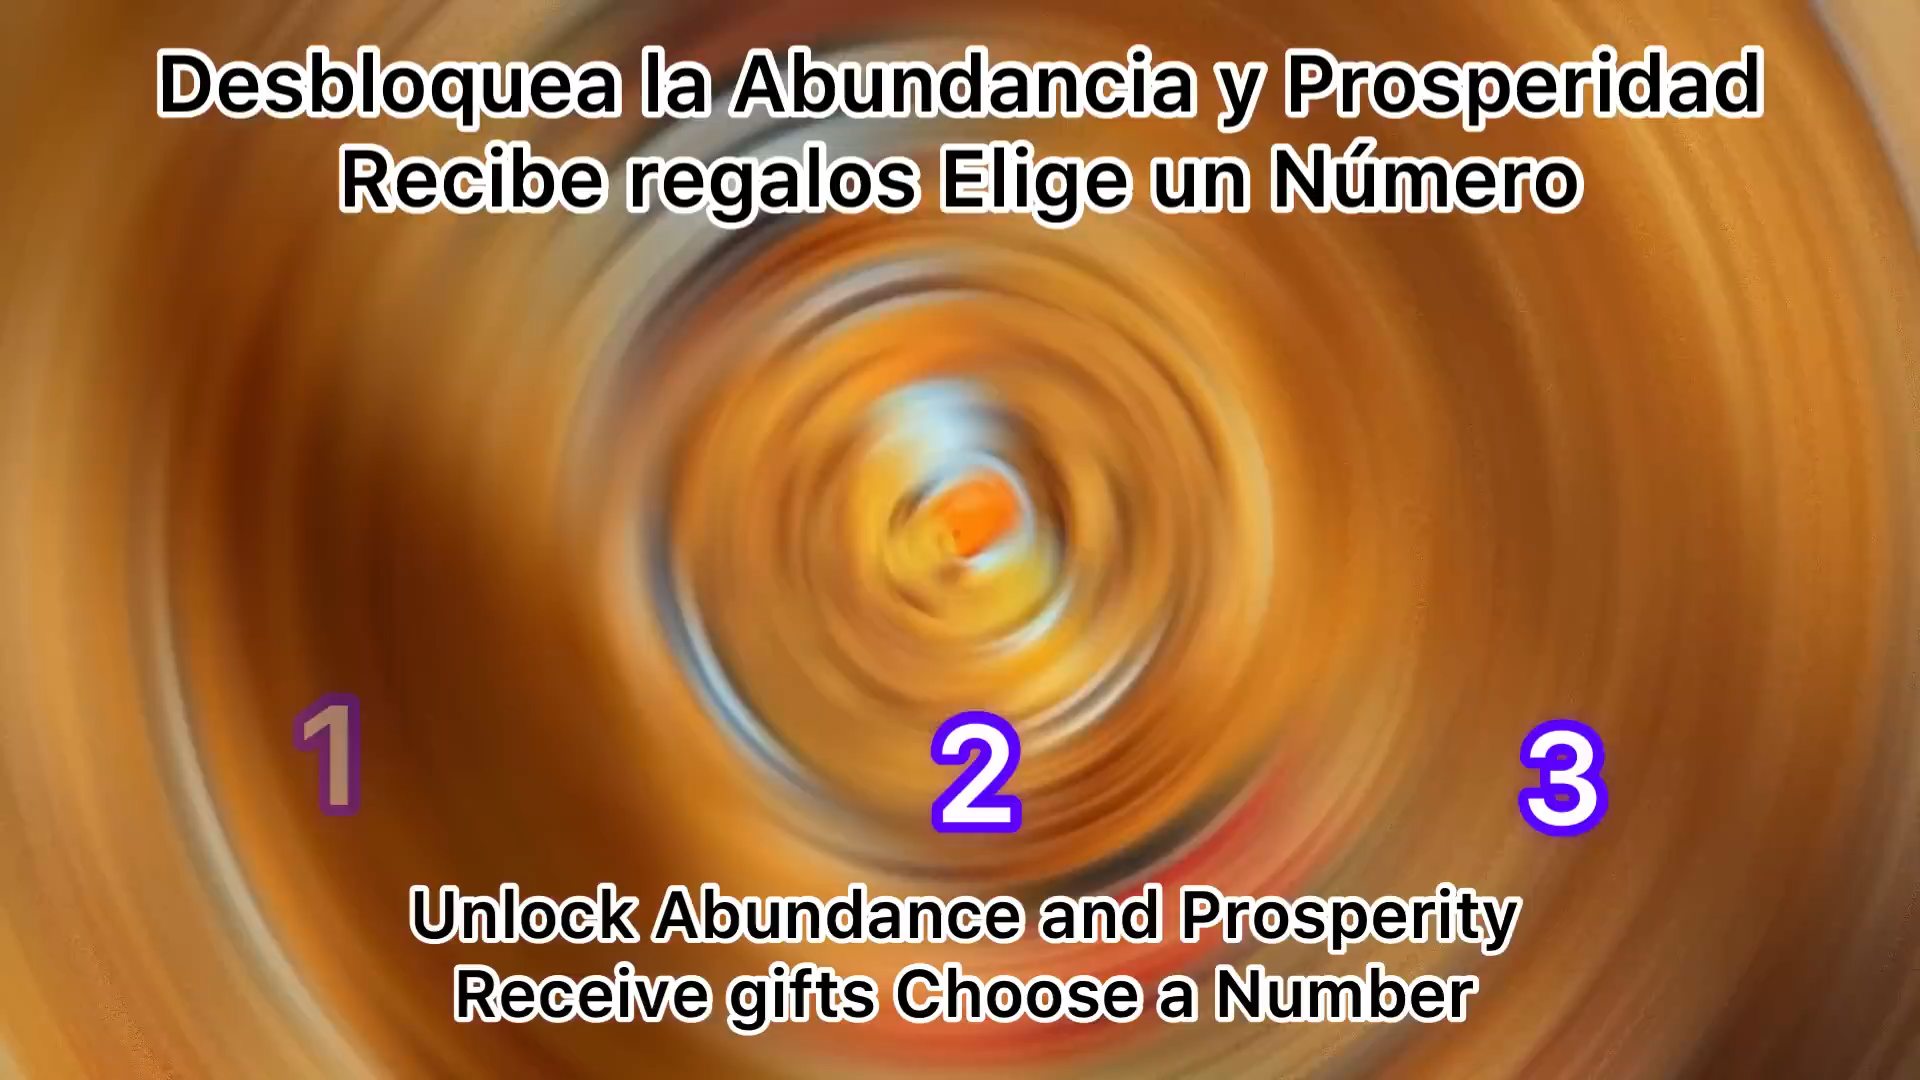 Desbloquea la Abundancia y Prosperidad
Recibe regalos Elige un Número
1 2 3
Unlock Abundance and Prosperity
Receive gifts Choose a Number